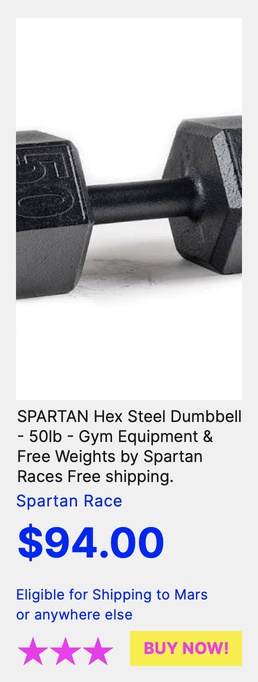 50
SPARTAN Hex Steel Dumbbell
- 50lb - Gym Equipment &
Free Weights by Spartan
Races Free shipping.
Spartan Race
$94.00
Eligible for Shipping to Mars
or anywhere else
BUY NOW!